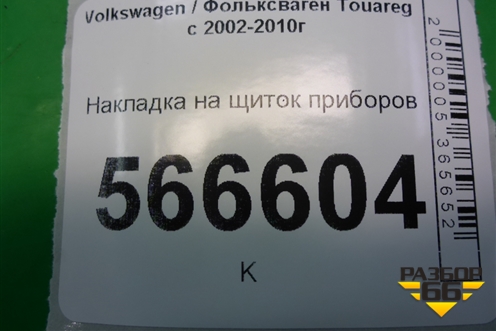 Volkswagen / Фольксваген Touareg
с 2002-2010г
Накладка на щиток приборов
566604
К
2000005365652
РАЗБОР
66